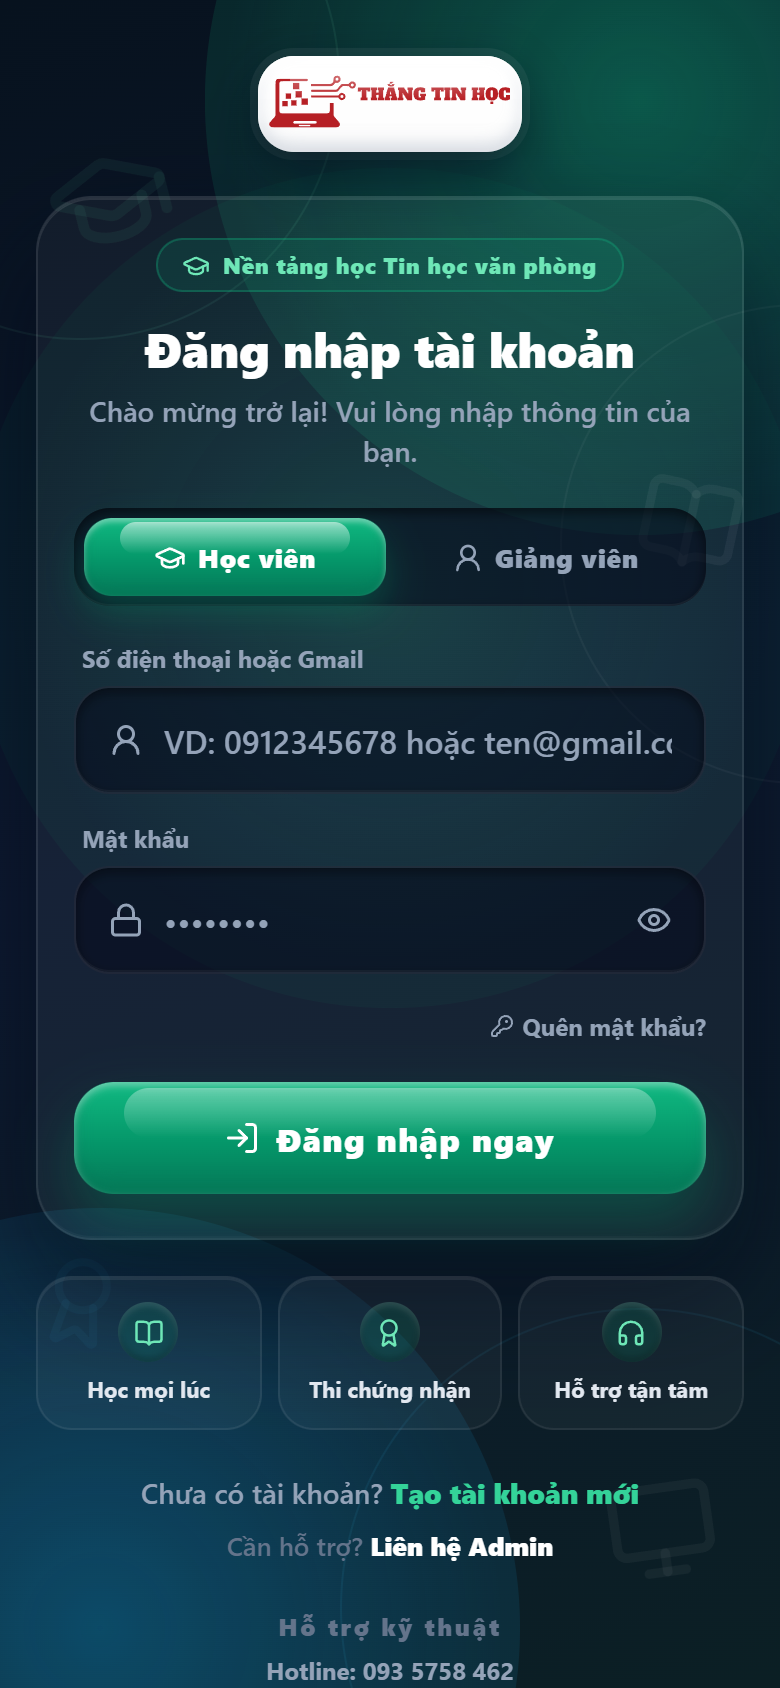 THẮNG TIN HỌC
Nền tảng học Tin học văn phòng
Đăng nhập tài khoản
Chào mừng trở lại! Vui lòng nhập thông tin của
bạn.
Học viên
Giảng viên
Số điện thoại hoặc Gmail
VD: 0912345678 hoặc ten@gmail.co
Mật khẩu
••••••••
Quên mật khẩu?
Đăng nhập ngay
Học mọi lúc
Thi chứng nhận
Hỗ trợ tận tâm
Chưa có tài khoản? Tạo tài khoản mới
Cần hỗ trợ? Liên hệ Admin
Hỗ trợ kỹ thuật
Hotline: 093 5758 462